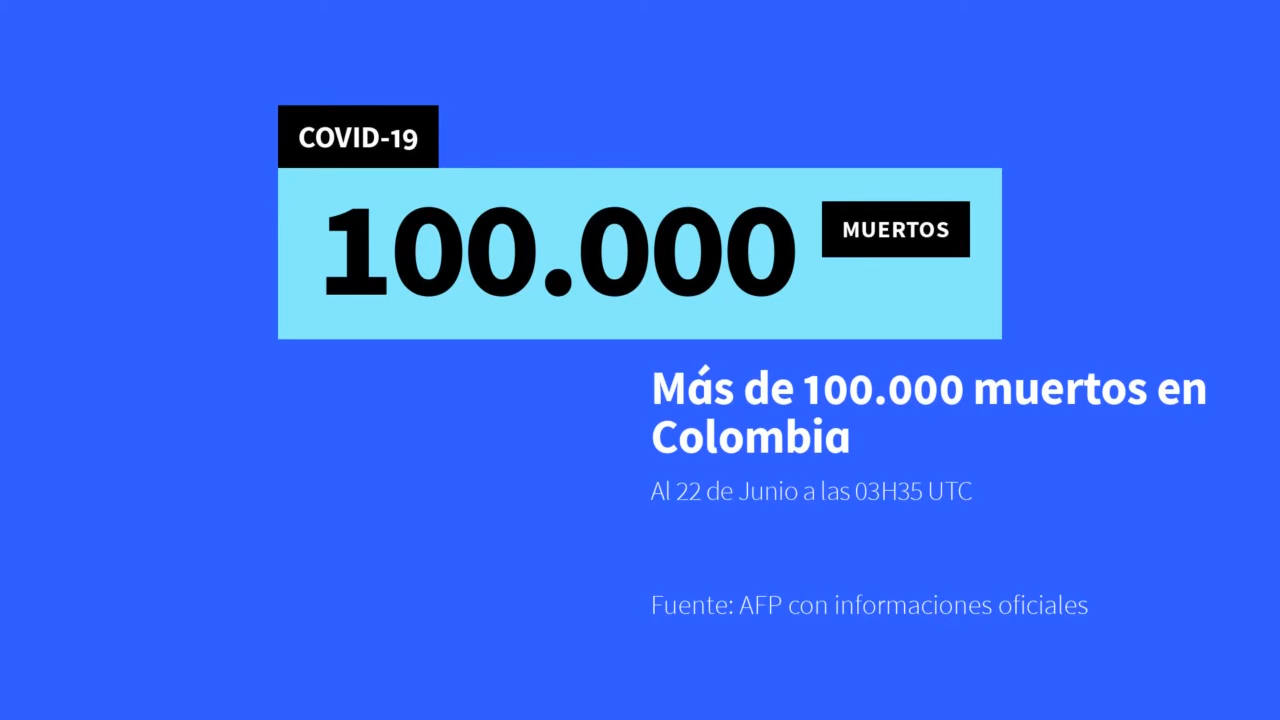 COVID-19
100.000 MUERTOS
Más de 100.000 muertos en
Colombia
Al 22 de Junio a las 03H35 UTC
Fuente: AFP con informaciones oficiales